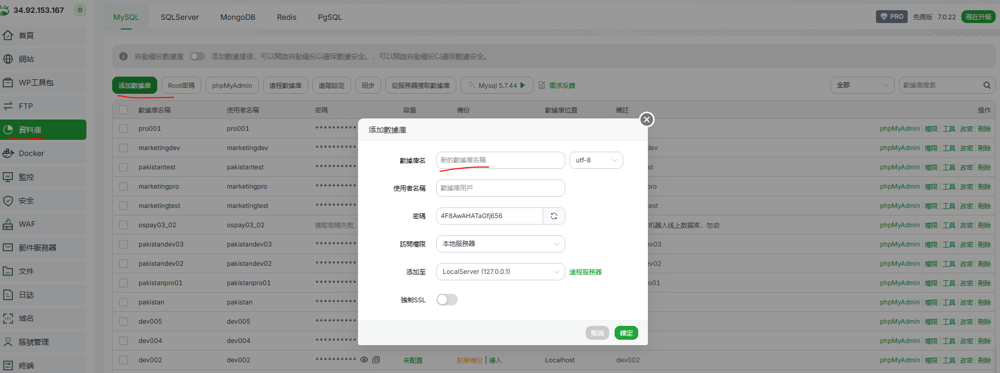 34.92.153.167 0
MySQL SQLServer MongoDB Redis PgSQL
PRO 免費版 7.0.22 現在升級
首頁
網站
WP工具包
FTP
資料庫
Docker
監控
安全
WAF
郵件服務器
文件
日誌
域名
賬號管理
終端
自動備份數據庫 添加數據庫後，可以開啟自動備份以確保數據安全。，可以開啟自動備份以確保數據安全。
添加數據庫 Root密碼 phpMyAdmin 遠程數據庫 進階設定 同步 從服務器獲取數據庫 Mysql 5.7.44 需求反饋 全部 數據庫搜索
數據庫名稱 使用者名稱 密碼 容量 備份 數據庫位置 備註 操作
pro001 pro001 ********** phpMyAdmin 權限 工具 改密 刪除
marketingdev marketingdev ********** dev phpMyAdmin 權限 工具 改密 刪除
pakistantest pakistantest ********** st phpMyAdmin 權限 工具 改密 刪除
marketingpro marketingpro ********** pro phpMyAdmin 權限 工具 改密 刪除
marketingtest marketingtest ********** test phpMyAdmin 權限 工具 改密 刪除
ospay03_02 ospay03_02 獲取密碼失敗， 机器人线上数据库，勿动 phpMyAdmin 權限 工具 改密 刪除
pakistandev03 pakistandev03 ********** ev03 phpMyAdmin 權限 工具 改密 刪除
pakistandev02 pakistandev02 ********** ev02 phpMyAdmin 權限 工具 改密 刪除
pakistanpro01 pakistanpro01 ********** ro01 phpMyAdmin 權限 工具 改密 刪除
pakistan pakistan ********** phpMyAdmin 權限 工具 改密 刪除
dev005 dev005 ********** phpMyAdmin 權限 工具 改密 刪除
dev004 dev004 ********** phpMyAdmin 權限 工具 改密 刪除
dev002 dev002 ********** 未配置 點擊備份 導入 Localhost dev002 phpMyAdmin 權限 工具 改密 刪除
添加數據庫
數據庫名 新的數據庫名稱 utf-8
使用者名稱 數據庫用戶
密碼 4F8AwAHATaGfj656
訪問權限 本地服務器
添加至 LocalServer (127.0.0.1) 遠程服務器
強制SSL
取消 確定